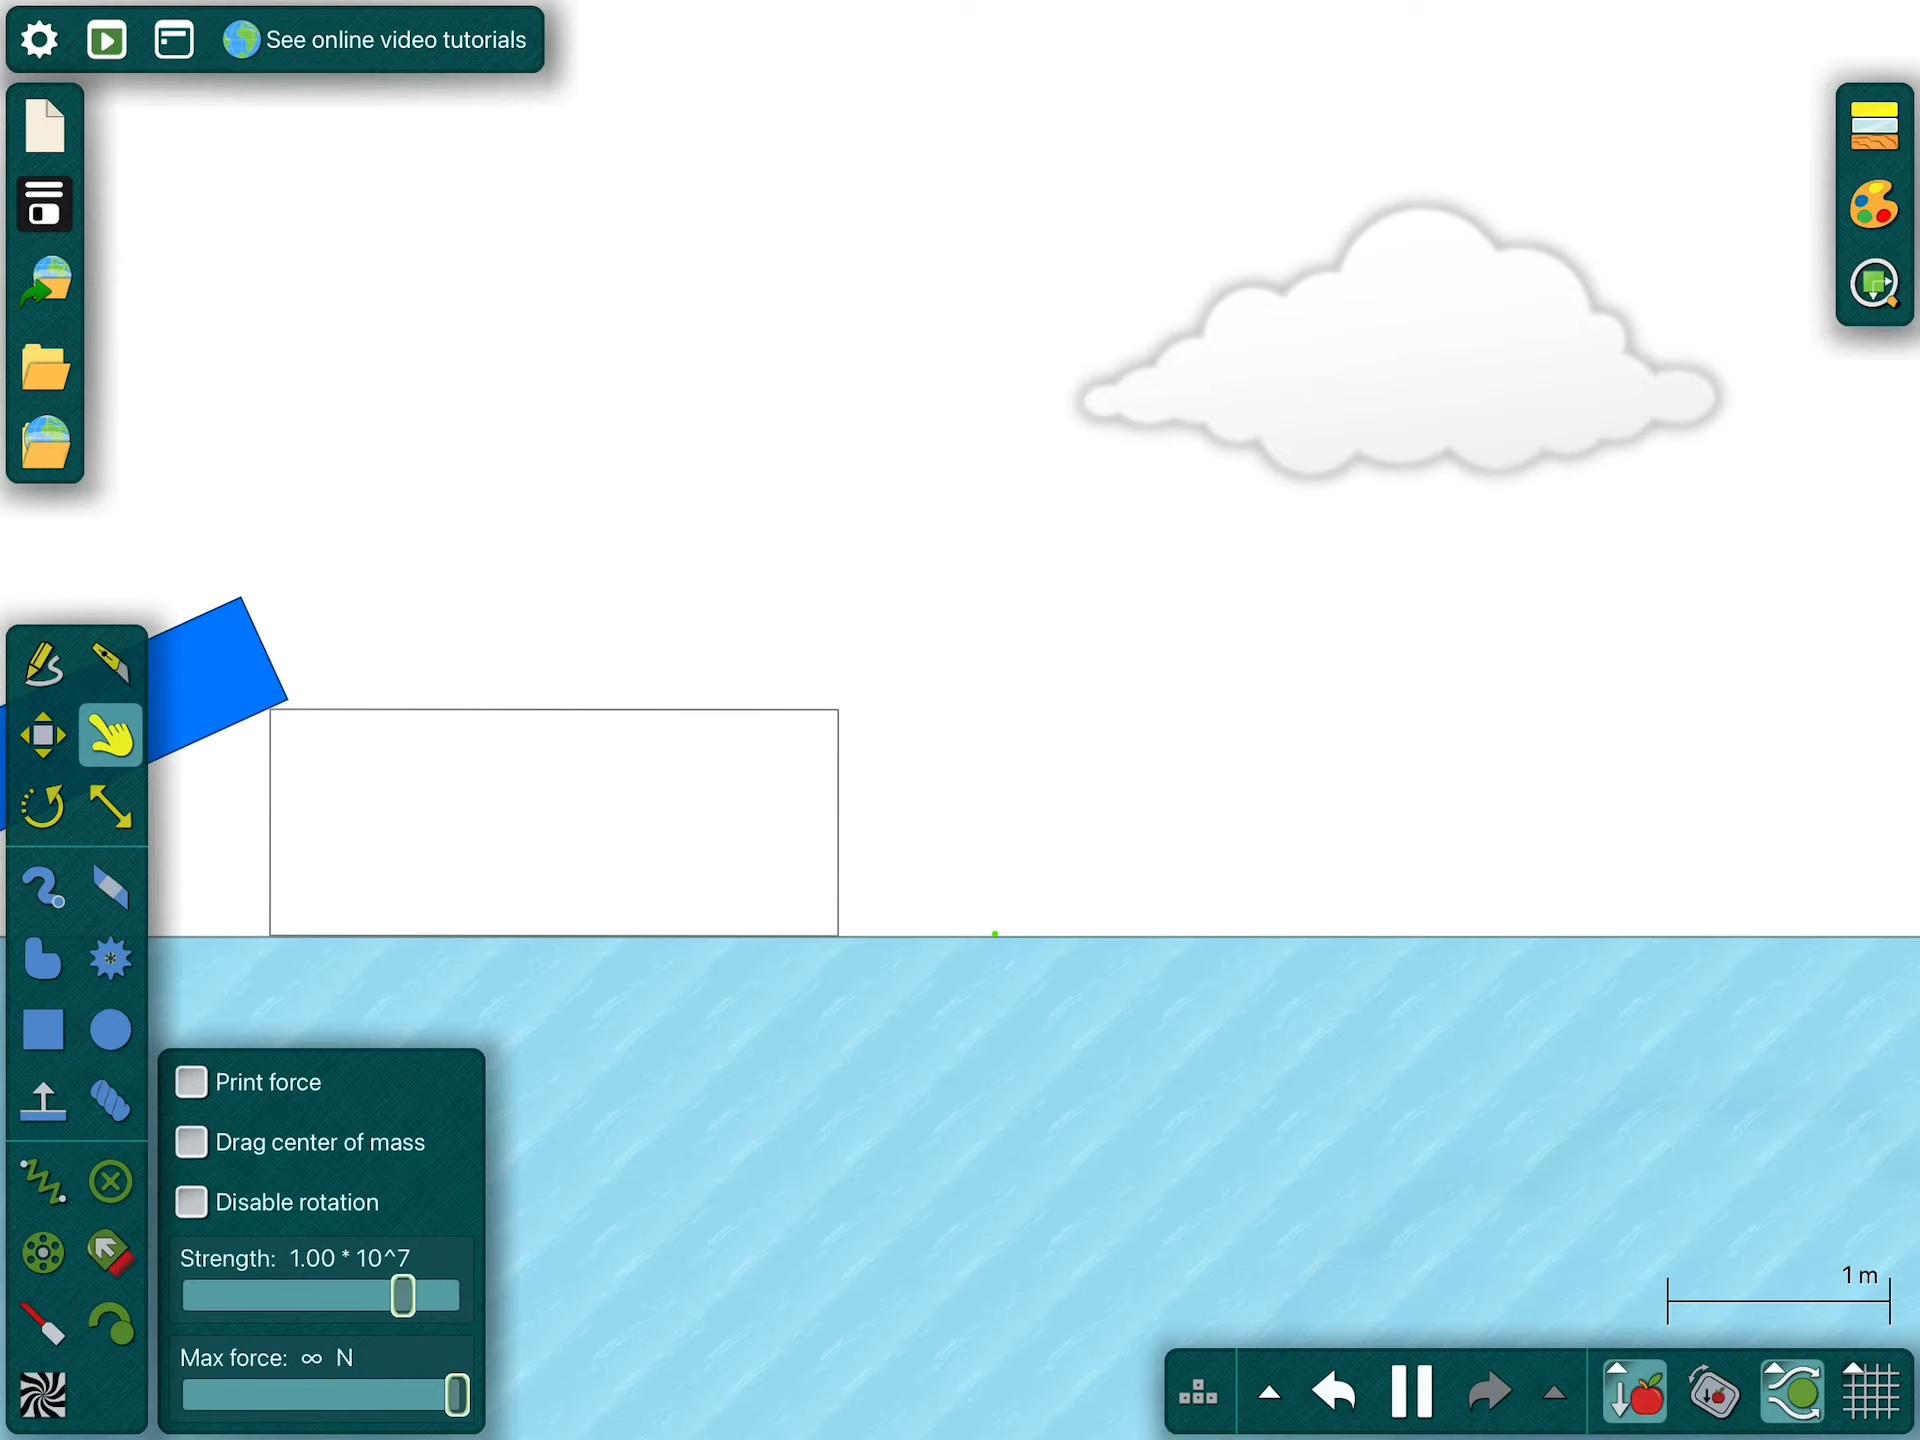 See online video tutorials
Print force
Drag center of mass
Disable rotation
Strength: 1.00 * 10^7
Max force: ∞ N
1 m